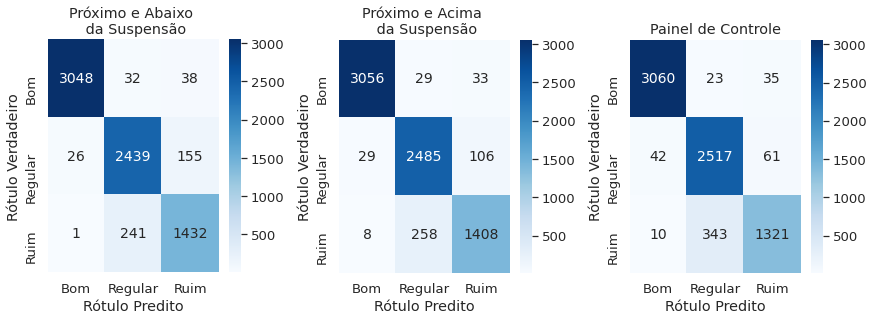 Próximo e Abaixo
da Suspensão
Rótulo Verdadeiro
Bom
Regular
Ruim
3048 32 38
26 2439 155
1 241 1432
Bom Regular Ruim
Rótulo Predito
3000
2500
2000
1500
1000
500
Próximo e Acima
da Suspensão
Rótulo Verdadeiro
Bom
Regular
Ruim
3056 29 33
29 2485 106
8 258 1408
Bom Regular Ruim
Rótulo Predito
3000
2500
2000
1500
1000
500
Painel de Controle
Rótulo Verdadeiro
Bom
Regular
Ruim
3060 23 35
42 2517 61
10 343 1321
Bom Regular Ruim
Rótulo Predito
3000
2500
2000
1500
1000
500